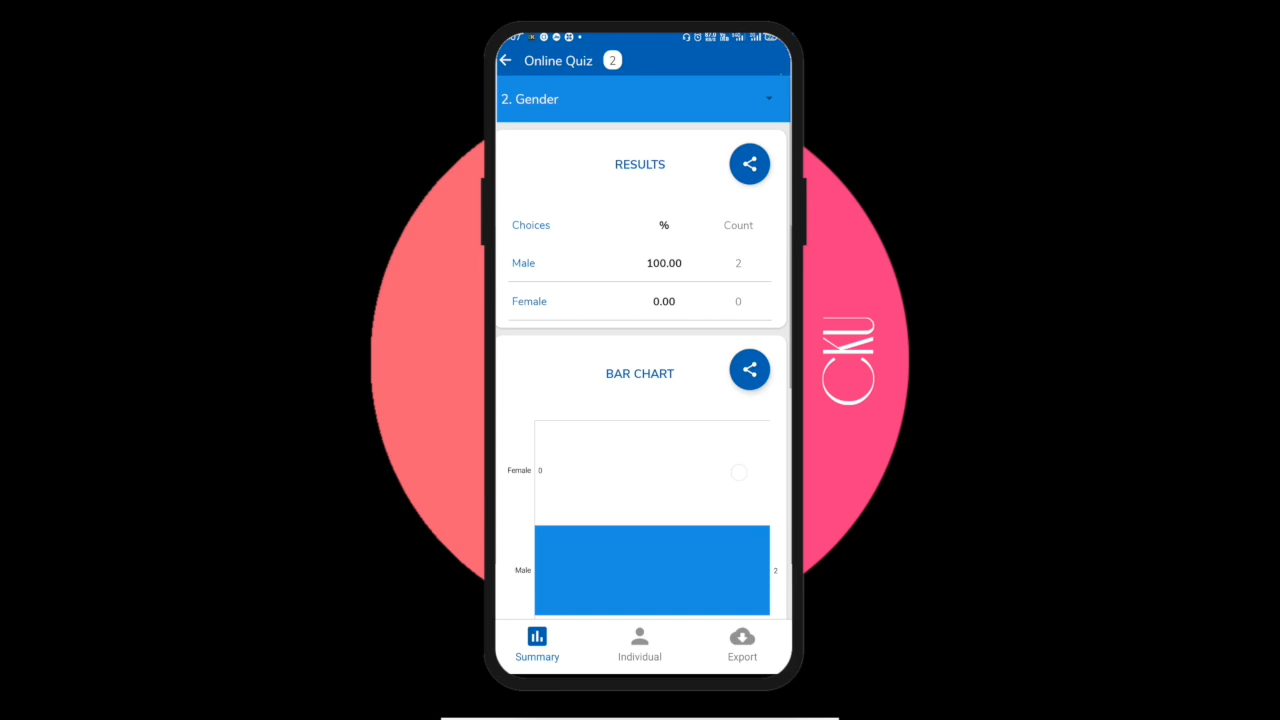 Online Quiz 2
2. Gender
RESULTS
Choices % Count
Male 100.00 2
Female 0.00 0
BAR CHART
Female 0
Male 2
Summary Individual Export
CKU